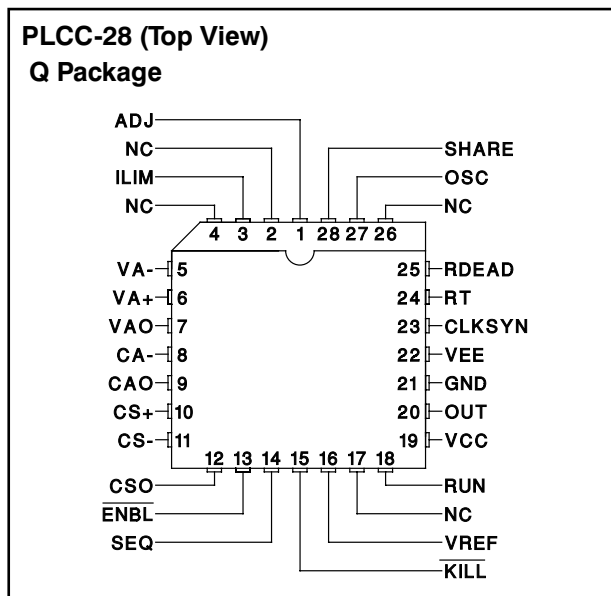 PLCC-28 (Top View)
Q Package
ADJ
NC
ILIM
NC
SHARE
OSC
NC
4 3 2 1 28 27 26
VA- 5
VA+ 6
VAO 7
CA- 8
CAO 9
CS+ 10
CS- 11
25 RDEAD
24 RT
23 CLKSYN
22 VEE
21 GND
20 OUT
19 VCC
12 13 14 15 16 17 18
CSO
ENBL
SEQ
RUN
NC
VREF
KILL